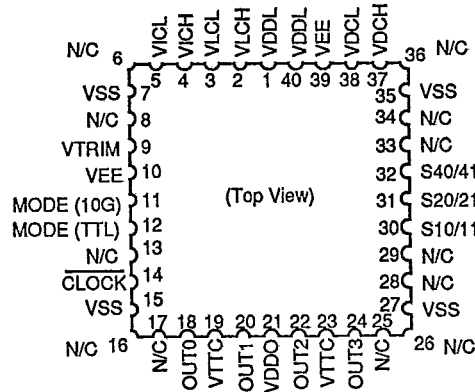 VICL VICH VLCL VLCH VDDL VDDL VEE VDCL VDCH
N/C 6 5 4 3 2 1 40 39 38 37 36 N/C
VSS 7 35 VSS
N/C 8 34 N/C
VTRIM 9 33 N/C
VEE 10 32 S40/41
MODE (10G) 11 (Top View) 31 S20/21
MODE (TTL) 12 30 S10/11
N/C 13 29 N/C
CLOCK 14 28 N/C
VSS 15 27 VSS
N/C 16 17 18 19 20 21 22 23 24 25 26 N/C
N/C OUT0 VTTC OUT1 VDDO OUT2 VTTC OUT3 N/C